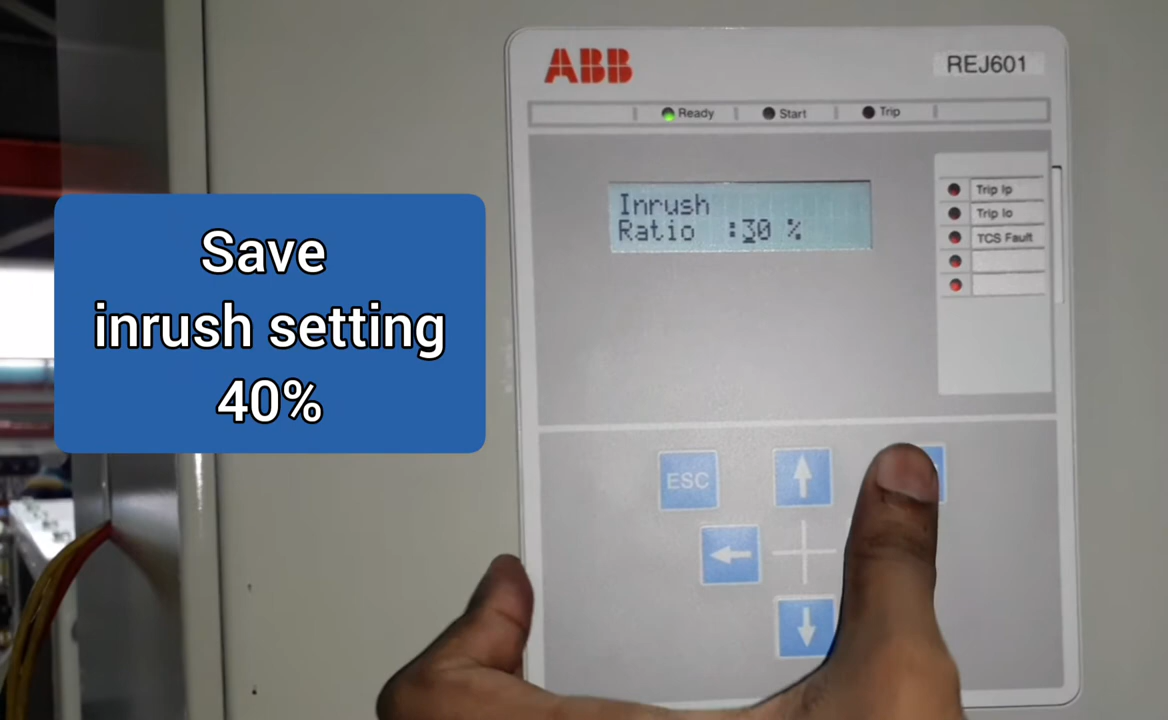 ABB
REJ601
Ready
Start
Trip
Inrush
Ratio :30 %
Trip Ip
Trip Io
TCS Fault
Save
inrush setting
40%
ESC